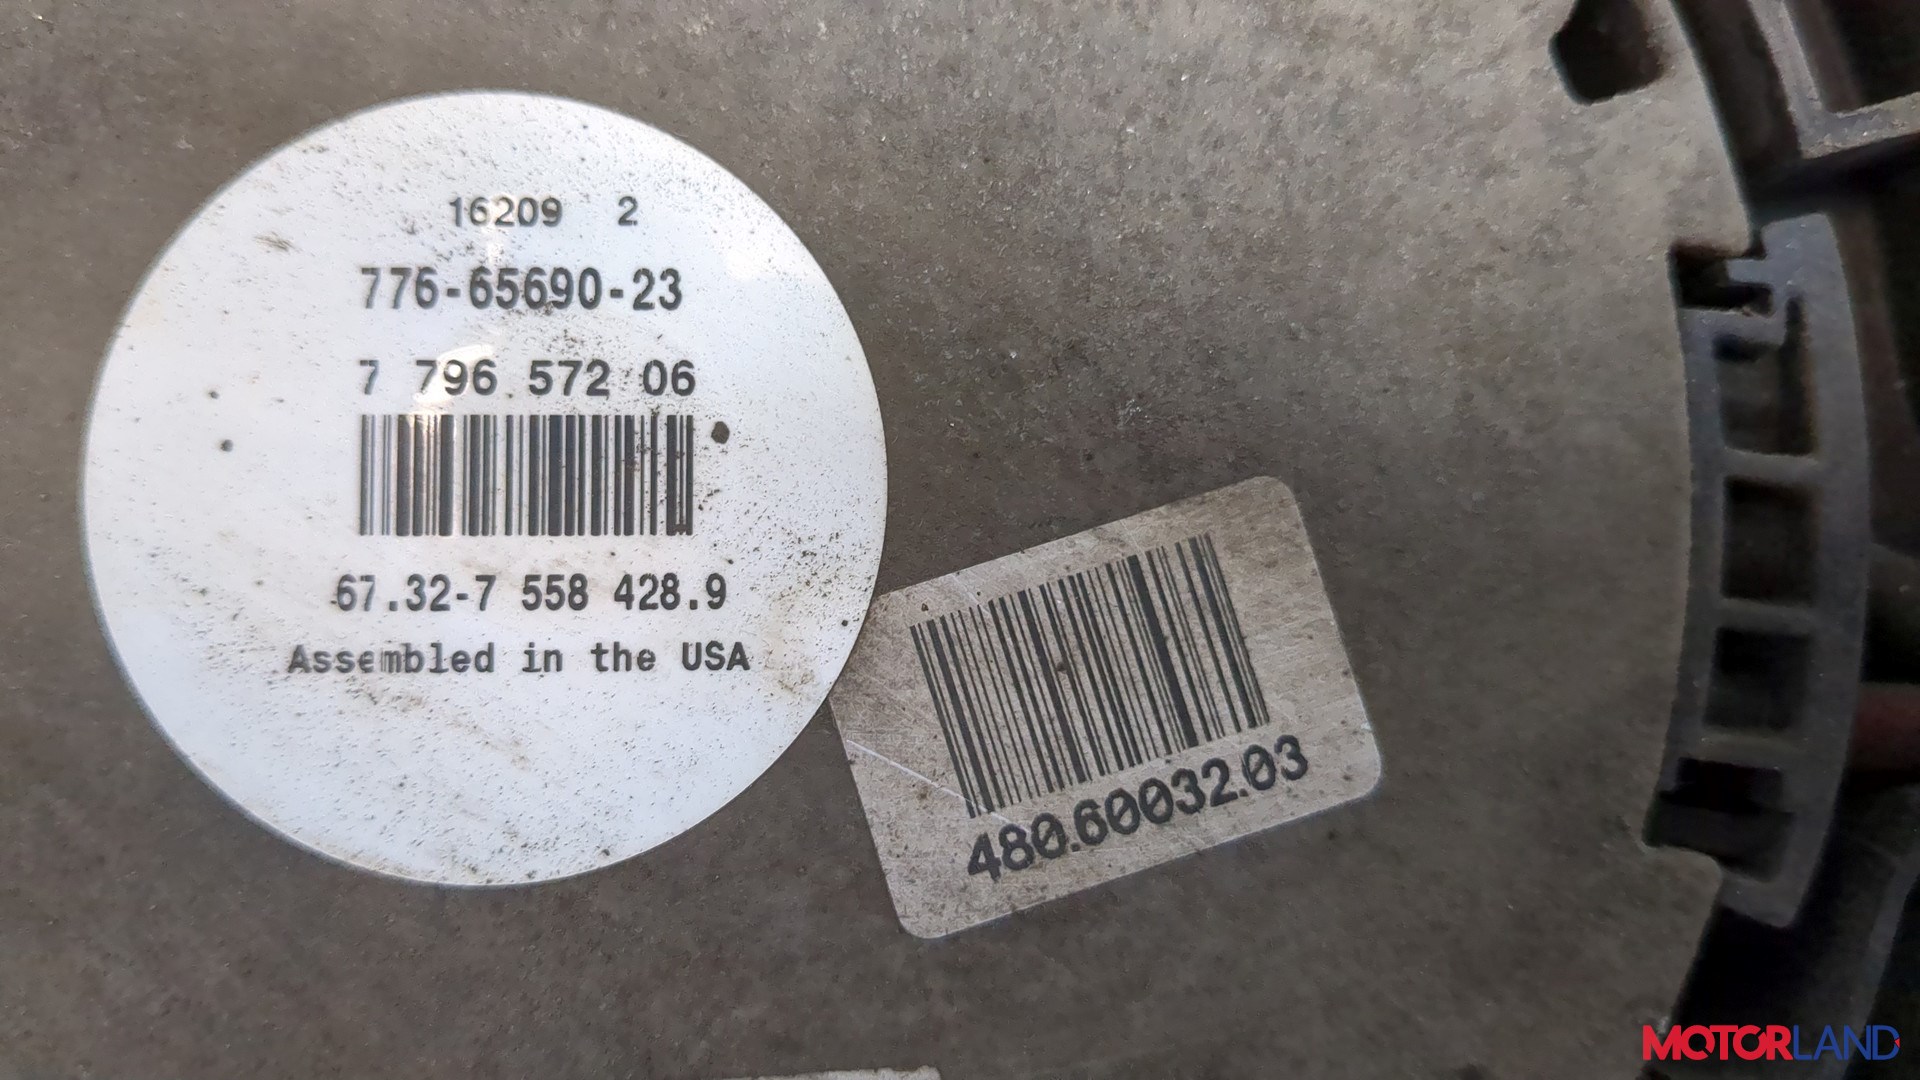 16209 2
776-65690-23
7 796 572 06
67.32-7 558 428.9
Assembled in the USA
480.60032.03
MOTORLAND